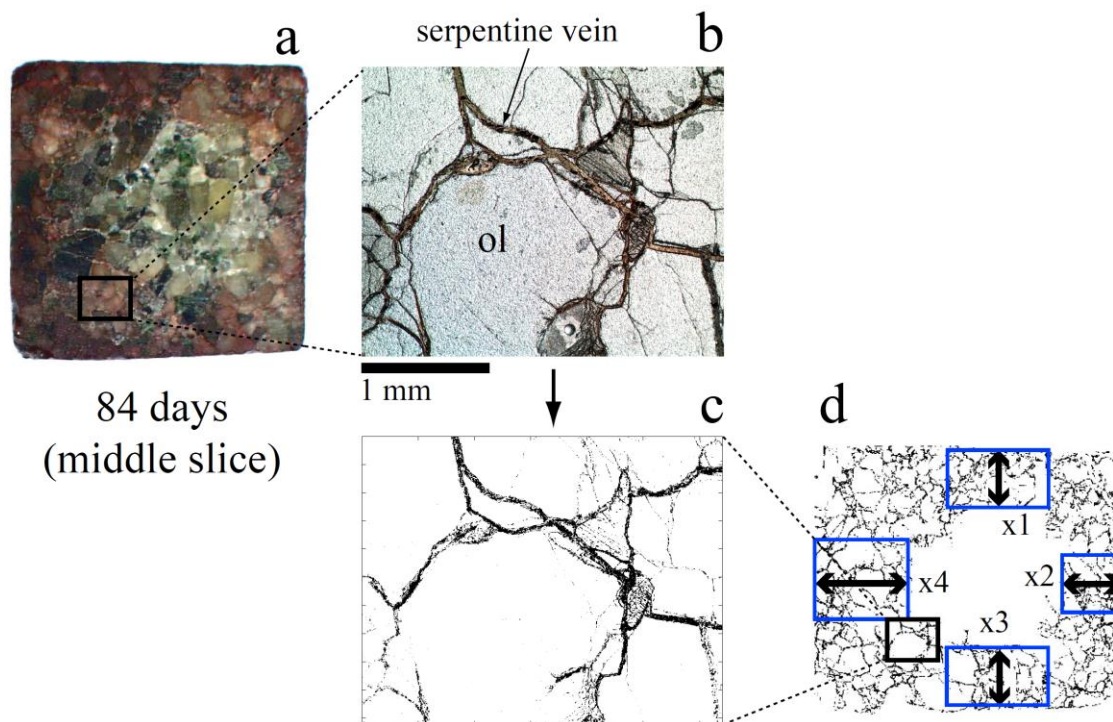 a
serpentine vein
b
ol
1 mm
84 days
(middle slice)
c
d
x1
x4
x2
x3